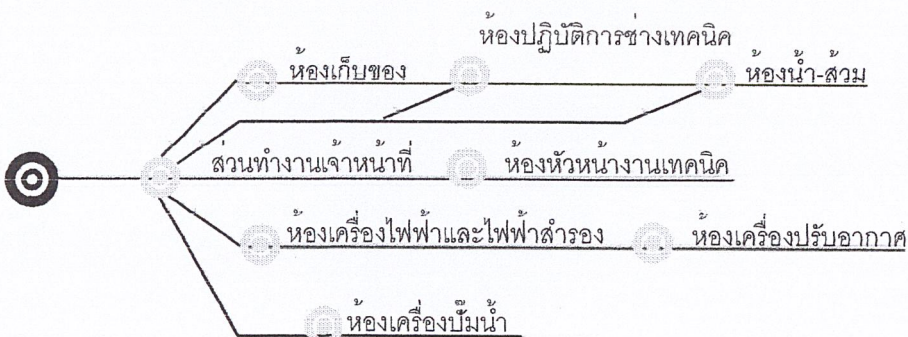 ห้องปฏิบัติการช่างเทคนิค
ห้องเก็บของ
ห้องน้ำ-ส้วม
ส่วนทำงานเจ้าหน้าที่
ห้องหัวหน้างานเทคนิค
ห้องเครื่องไฟฟ้าและไฟฟ้าสำรอง
ห้องเครื่องปรับอากาศ
ห้องเครื่องปั๊มน้ำ